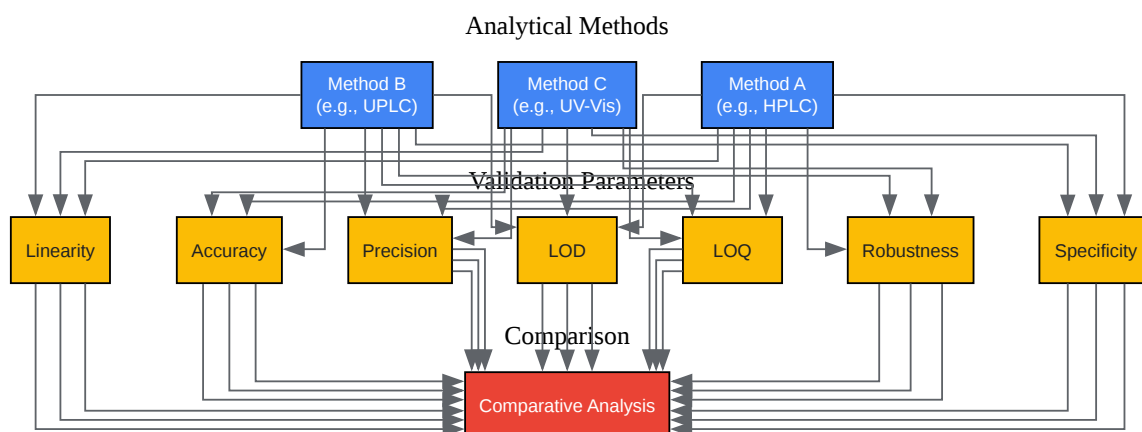 Analytical Methods
Method B
(e.g., UPLC)
Method C
(e.g., UV-Vis)
Method A
(e.g., HPLC)
Validation Parameters
Linearity
Accuracy
Precision
LOD
LOQ
Robustness
Specificity
Comparison
Comparative Analysis